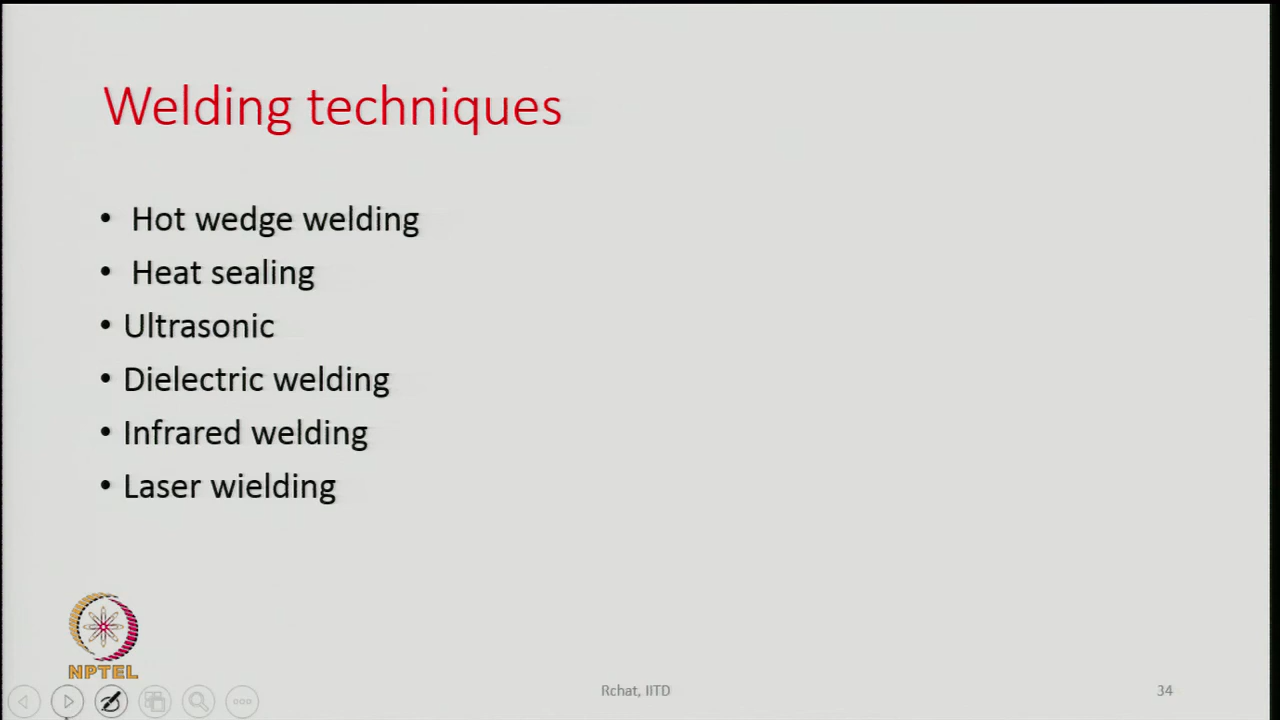 Welding techniques
• Hot wedge welding
• Heat sealing
• Ultrasonic
• Dielectric welding
• Infrared welding
• Laser wielding
NPTEL
Rchat, IITD
34